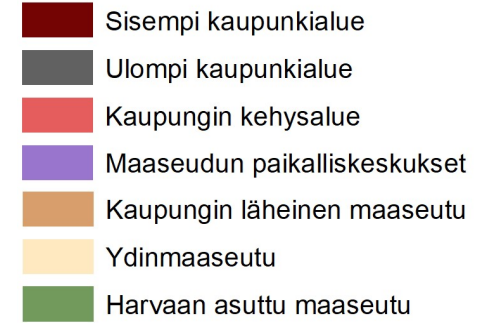 Sisempi kaupunkialue
Ulompi kaupunkialue
Kaupungin kehysalue
Maaseudun paikalliskeskukset
Kaupungin läheinen maaseutu
Ydinmaaseutu
Harvaan asuttu maaseutu